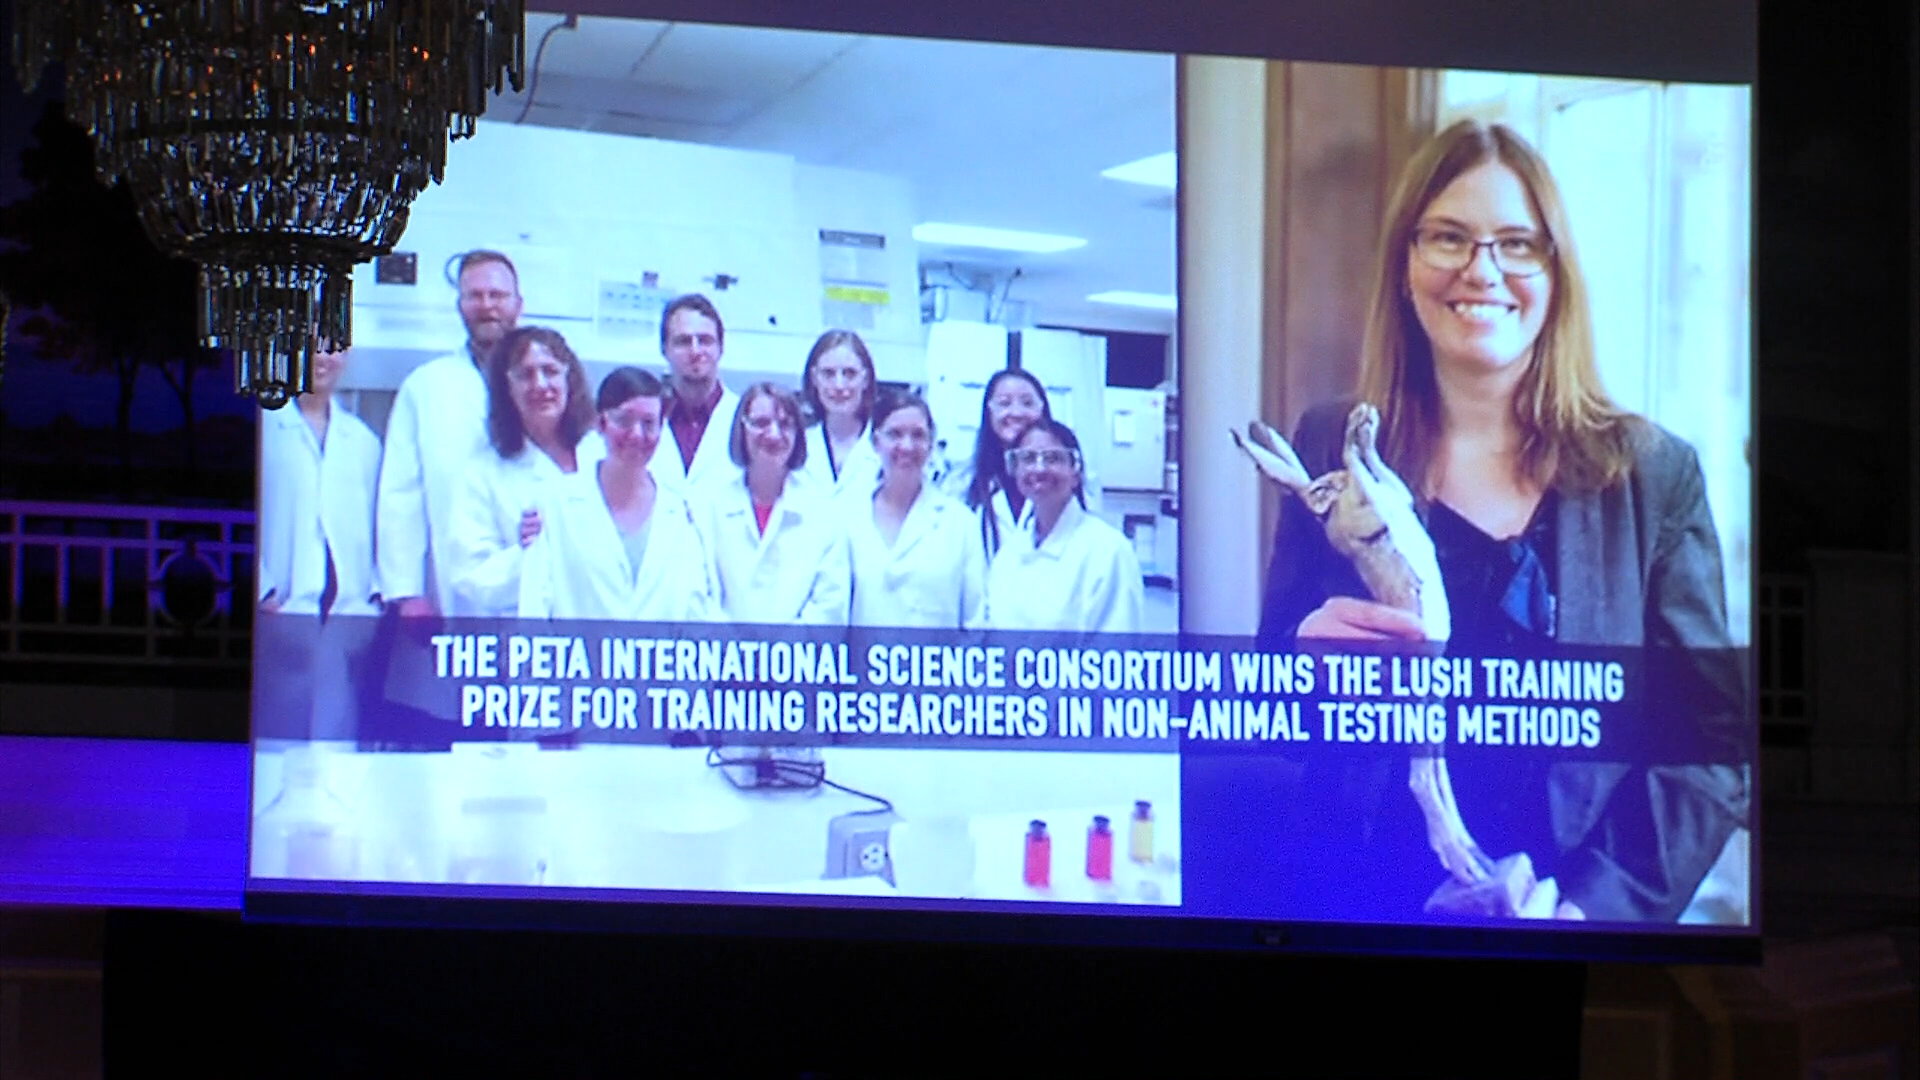 THE PETA INTERNATIONAL SCIENCE CONSORTIUM WINS THE LUSH TRAINING
PRIZE FOR TRAINING RESEARCHERS IN NON-ANIMAL TESTING METHODS